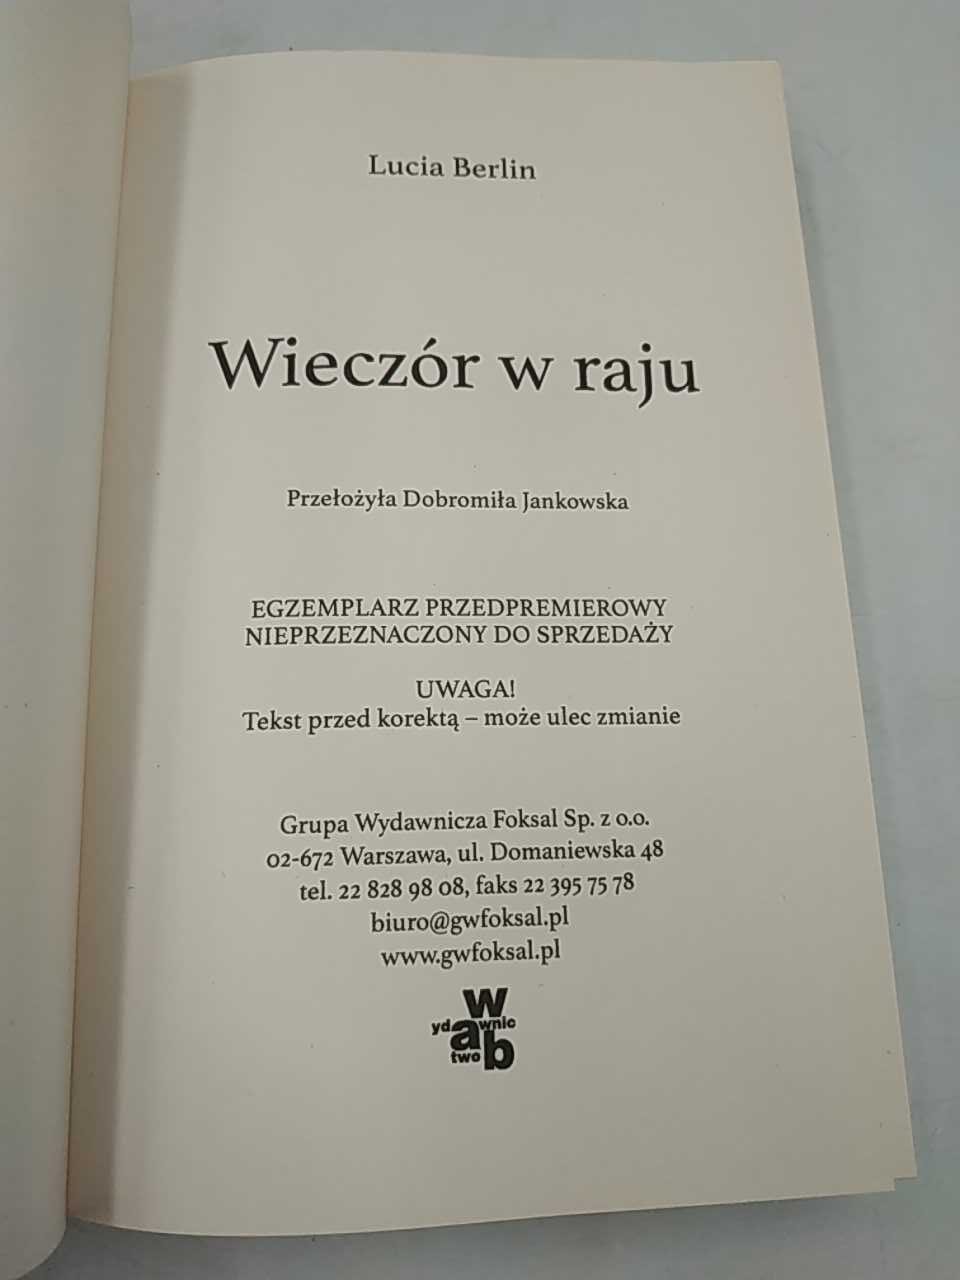 Lucia Berlin
Wieczór w raju
Przełożyła Dobromiła Jankowska
EGZEMPLARZ PRZEDPREMIEROWY
NIEPRZEZNACZONY DO SPRZEDAŻY
UWAGA!
Tekst przed korektą – może ulec zmianie
Grupa Wydawnicza Foksal Sp. z o.o.
02-672 Warszawa, ul. Domaniewska 48
tel. 22 828 98 08, faks 22 395 75 78
biuro@gwfoksal.pl
www.gwfoksal.pl
w
ydawnic
two b